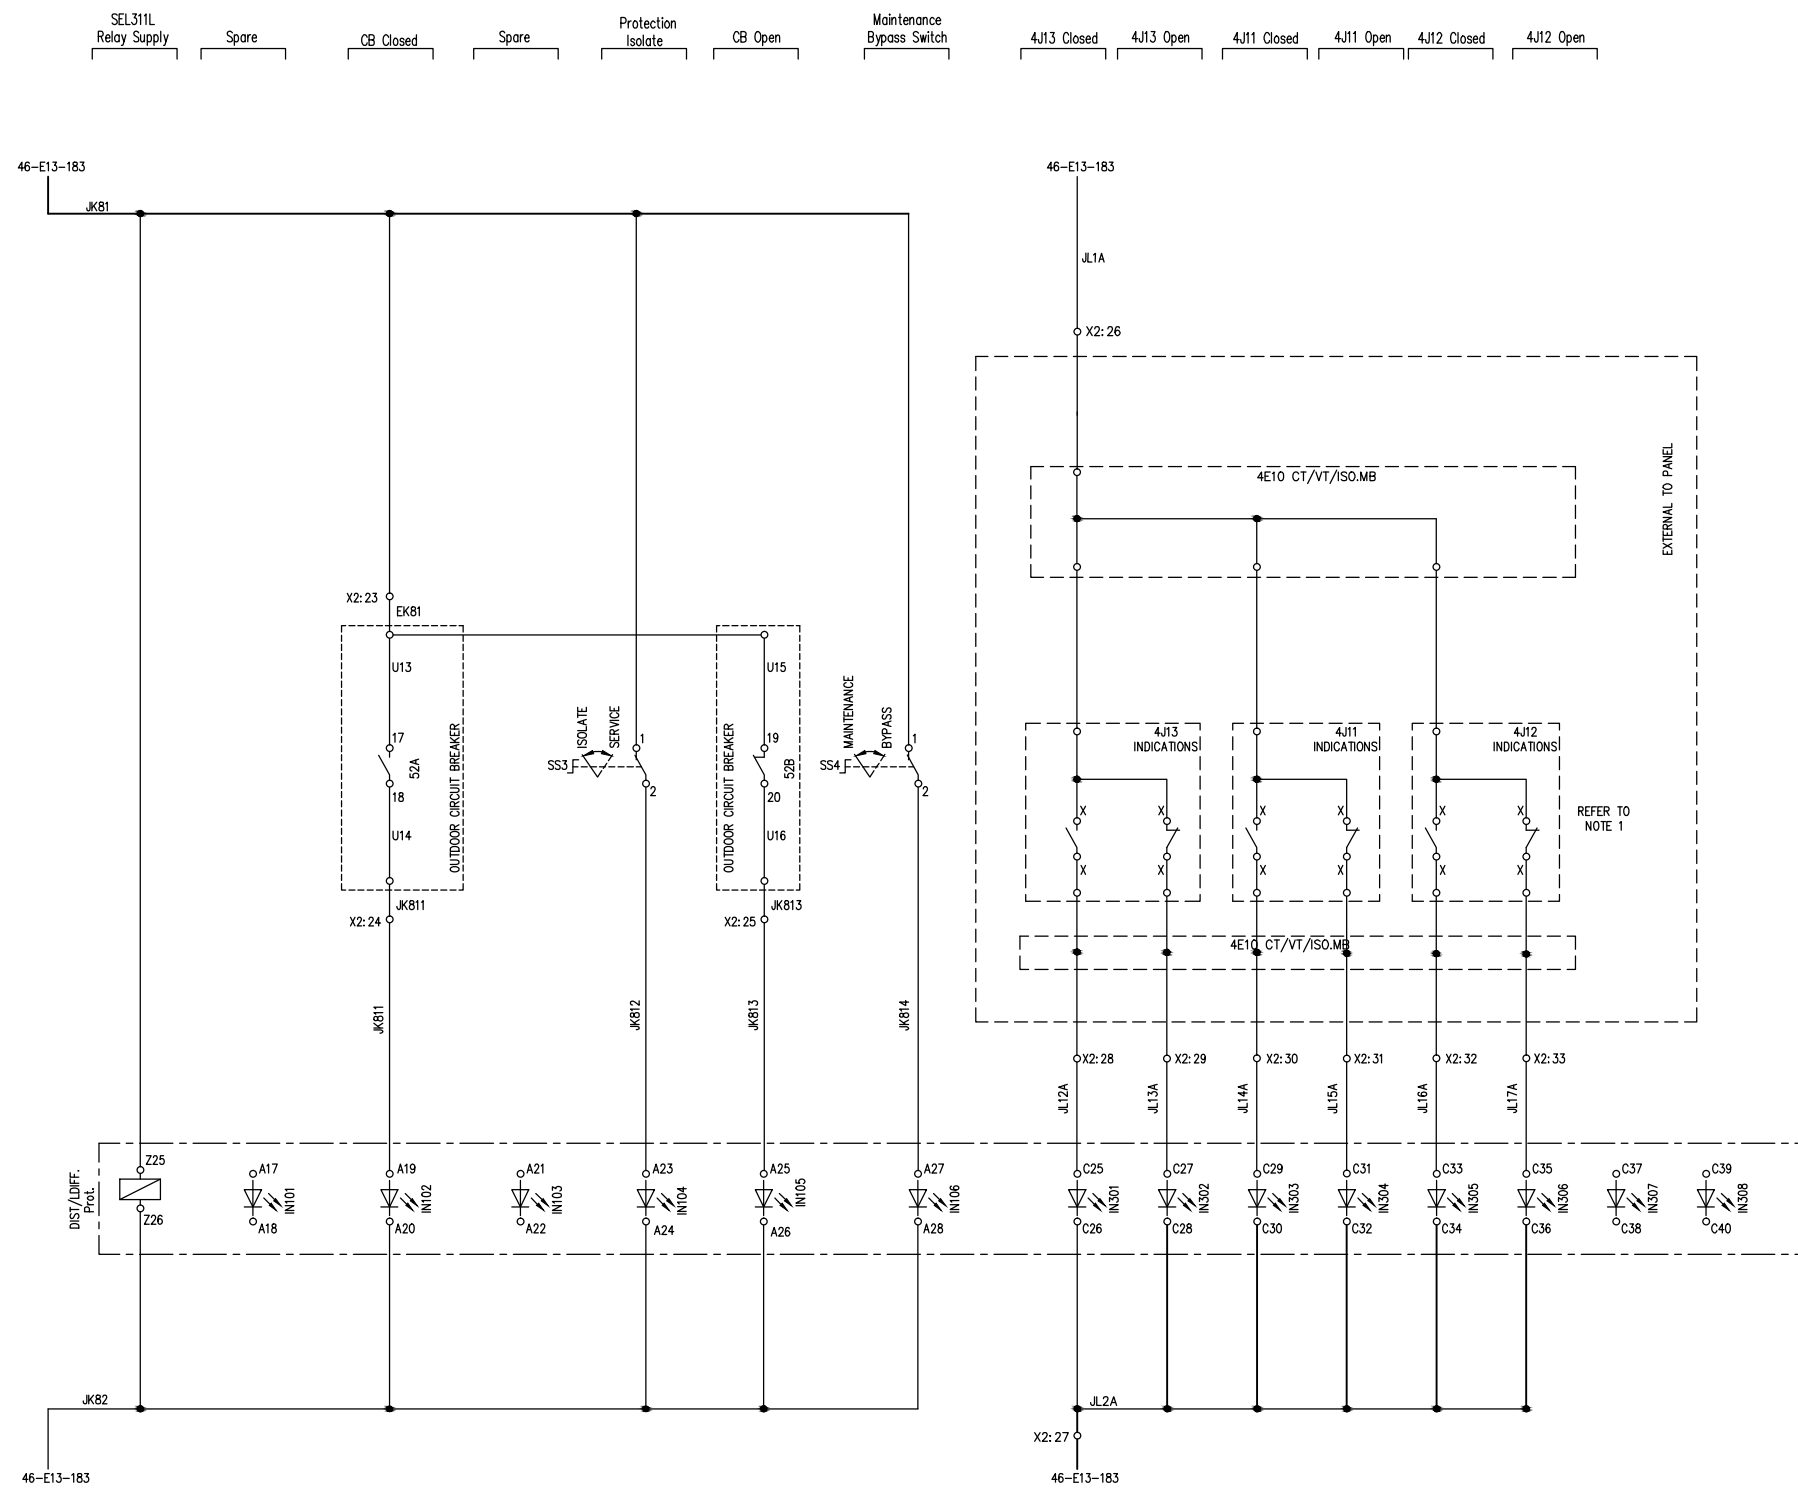 SEL311L
Relay Supply
Spare
CB Closed
Spare
Protection
Isolate
CB Open
Maintenance
Bypass Switch
4J13 Closed
4J13 Open
4J11 Closed
4J11 Open
4J12 Closed
4J12 Open
46-E13-183
46-E13-183
JK81
JL1A
X2:26
EXTERNAL TO PANEL
4E10 CT/VT/ISO.MB
X2:23
EK81
U13
17
52A
18
U14
OUTDOOR CIRCUIT BREAKER
JK811
X2:24
ISOLATE
SERVICE
SS3
1
2
U15
19
52B
20
U16
OUTDOOR CIRCUIT BREAKER
JK813
X2:25
MAINTENANCE
BYPASS
SS4
1
2
4J13
INDICATIONS
X
X
X
X
4J11
INDICATIONS
X
X
X
X
4J12
INDICATIONS
X
X
X
X
REFER TO
NOTE 1
4E10 CT/VT/ISO.MB
JK811
JK812
JK813
JK814
X2:28
X2:29
X2:30
X2:31
X2:32
X2:33
JL12A
JL13A
JL14A
JL15A
JL16A
JL17A
DIST/LDIFF.
Prot.
Z25
Z26
A17
IN101
A18
A19
IN102
A20
A21
IN103
A22
A23
IN104
A24
A25
IN105
A26
A27
IN106
A28
C25
IN301
C26
C27
IN302
C28
C29
IN303
C30
C31
IN304
C32
C33
IN305
C34
C35
IN306
C36
C37
IN307
C38
C39
IN308
C40
JK82
JL2A
X2:27
46-E13-183
46-E13-183